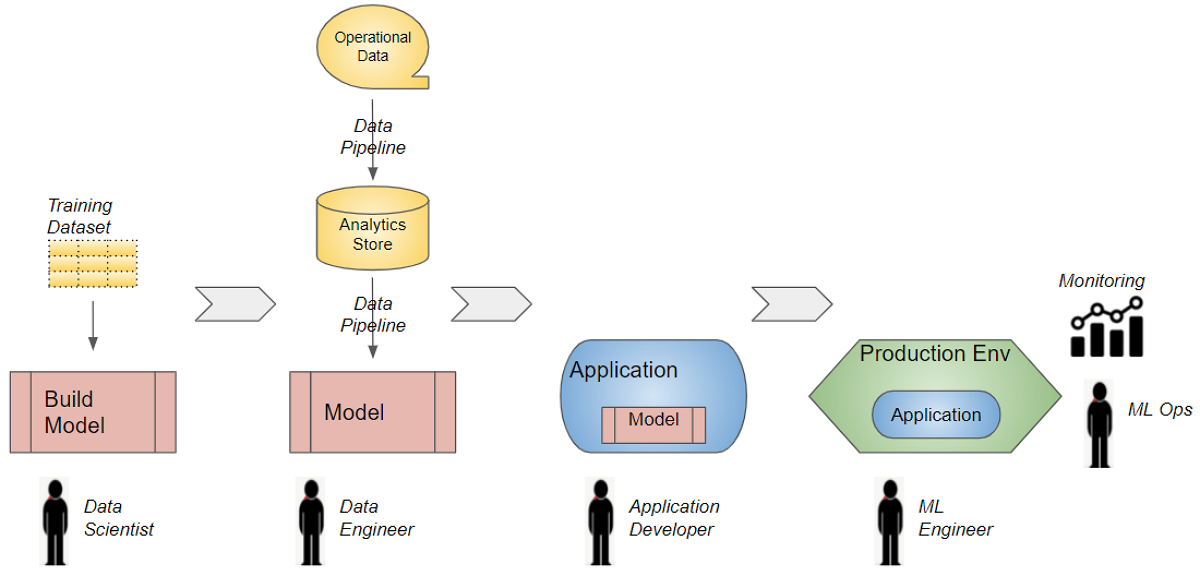 Operational
Data
Data
Pipeline
Training
Dataset
Analytics
Store
Data
Pipeline
Monitoring
Build
Model
Model
Application
Model
Production Env
Application
ML Ops
Data
Scientist
Data
Engineer
Application
Developer
ML
Engineer